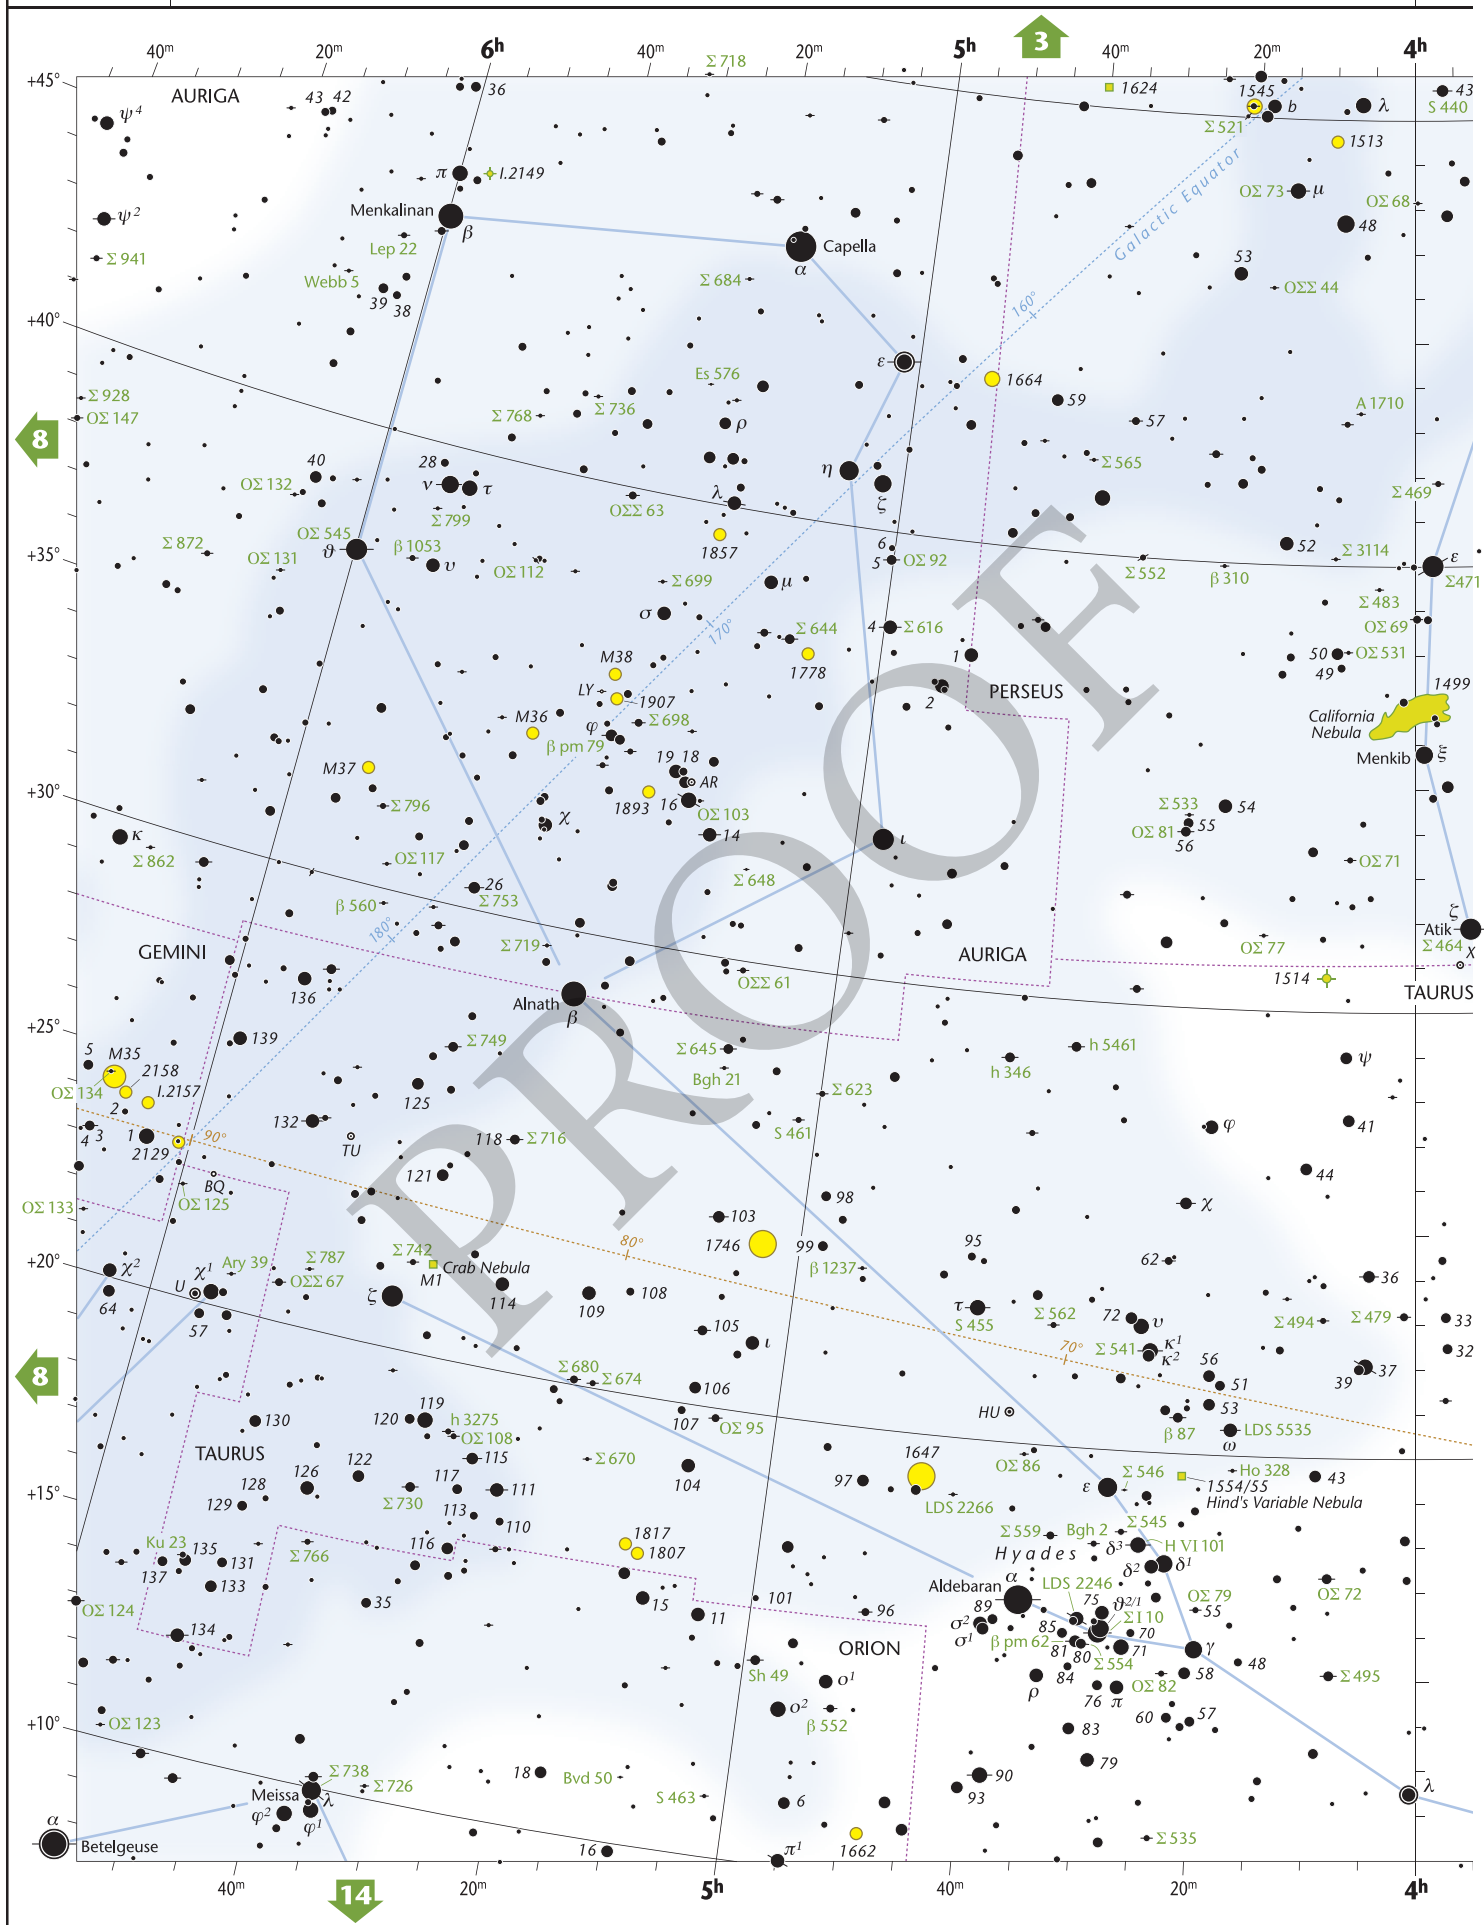 3
40ᵐ 20ᵐ 6ʰ 40ᵐ 20ᵐ 5ʰ 40ᵐ 20ᵐ 4ʰ
Σ 718
+45° AURIGA 43 42 36 1624 1545 b λ 43
ψ⁴ Σ 521 S 440
1513
π I.2149 OΣ 73 μ OΣ 68
ψ² Menkalinan β Galactic Equator 48
Lep 22 Capella α
Σ 941 Webb 5 Σ 684 53 OΣΣ 44
39 38 160°
+40°
ε
Es 576 1664 59
Σ 928 Σ 768 Σ 736 A 1710
OΣ 147 ρ 57
8
40 28 η Σ 565
OΣ 132 ν τ OΣΣ 63 λ ζ Σ 469
Σ 799
OΣ 545 1857 6 52
Σ 872 ϑ β 1053 5 OΣ 92 Σ 3114 ε
+35° OΣ 131 υ OΣ 112 Σ 699 μ Σ 552 β 310 Σ 471
Σ 483
σ 170° Σ 644 4 Σ 616 OΣ 69
M38 1778 1 50 OΣ 531
LY 1907 2 PERSEUS 49 1499
M36 φ Σ 698 California Nebula
β pm 79 Menkib ξ
M37 19 18 AR
+30° Σ 796 1893 16 Σ 533 54
OΣ 103 OΣ 81 55
κ χ 14 ι 56
Σ 862 OΣ 117 Σ 648 OΣ 71
26
β 560 Σ 753 ζ
180° Atik
GEMINI Σ 719 AURIGA OΣ 77 Σ 464
OΣΣ 61 1514 X
136 Alnath β TAURUS
+25°
139 Σ 749 Σ 645 h 5461
5 M35 h 346 ψ
2158 Bgh 21
OΣ 134 I.2157 125 Σ 623
2 132 S 461 φ 41
4 3 1 90° TU 118 Σ 716
2129 121 44
BQ
OΣ 133 OΣ 125 98 χ
103
80° 1746 99 95 62
+20° χ² Ary 39 Σ 787 Σ 742 Crab Nebula β 1237
U χ¹ OΣΣ 67 M1 36
64 ζ 114 109 108 τ Σ 562 72 υ Σ 494 Σ 479 33
57 105 ι S 455 κ¹
Σ 541 κ² 32
8
Σ 680 Σ 674 70° 56 39 37
106 51
119 HU 53
130 120 h 3275 107 OΣ 95 β 87 LDS 5535
TAURUS OΣ 108 ω
1647 OΣ 86 Ho 328
122 115 Σ 670 Σ 546 43
126 117 104 97 ε 1554/55
+15° 128 Σ 730 111 LDS 2266 Hind's Variable Nebula
129 113 Σ 545
110 1817 Σ 559 Bgh 2 H VI 101
Ku 23 135 Σ 766 116 1807 Hyades δ³
137 131 α δ² δ¹
133 Aldebaran LDS 2246 OΣ 79 OΣ 72
OΣ 124 35 15 101 89 75 ϑ²ᐟ¹
11 96 σ² 85 Σ I 10 55
134 ORION σ¹ 70
β pm 62 81 80 71 γ
Σ 554 48
Sh 49 ο¹ 84 OΣ 82 58 Σ 495
ρ 76 π
+10° OΣ 123 ο² β 552 60 57
83
18 Bvd 50 79
Σ 738 90
Meissa λ Σ 726 S 463 93 λ
α φ² φ¹ 6
Betelgeuse 16 1662 Σ 535
π¹
40ᵐ 20ᵐ 5ʰ 40ᵐ 20ᵐ 4ʰ
14
PROOF